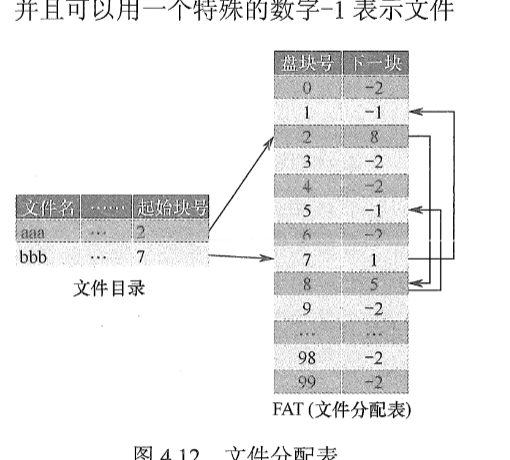 并且可以用一个特殊的数字-1 表示文件
盘块号 下一块
0 -2
1 -1
2 8
3 -2
4 -2
5 -1
6 -2
7 1
8 5
9 -2
... ...
98 -2
99 -2
FAT (文件分配表)
文件名 …… 起始块号
aaa … 2
bbb … 7
文件目录
图 4.12 文件分配表